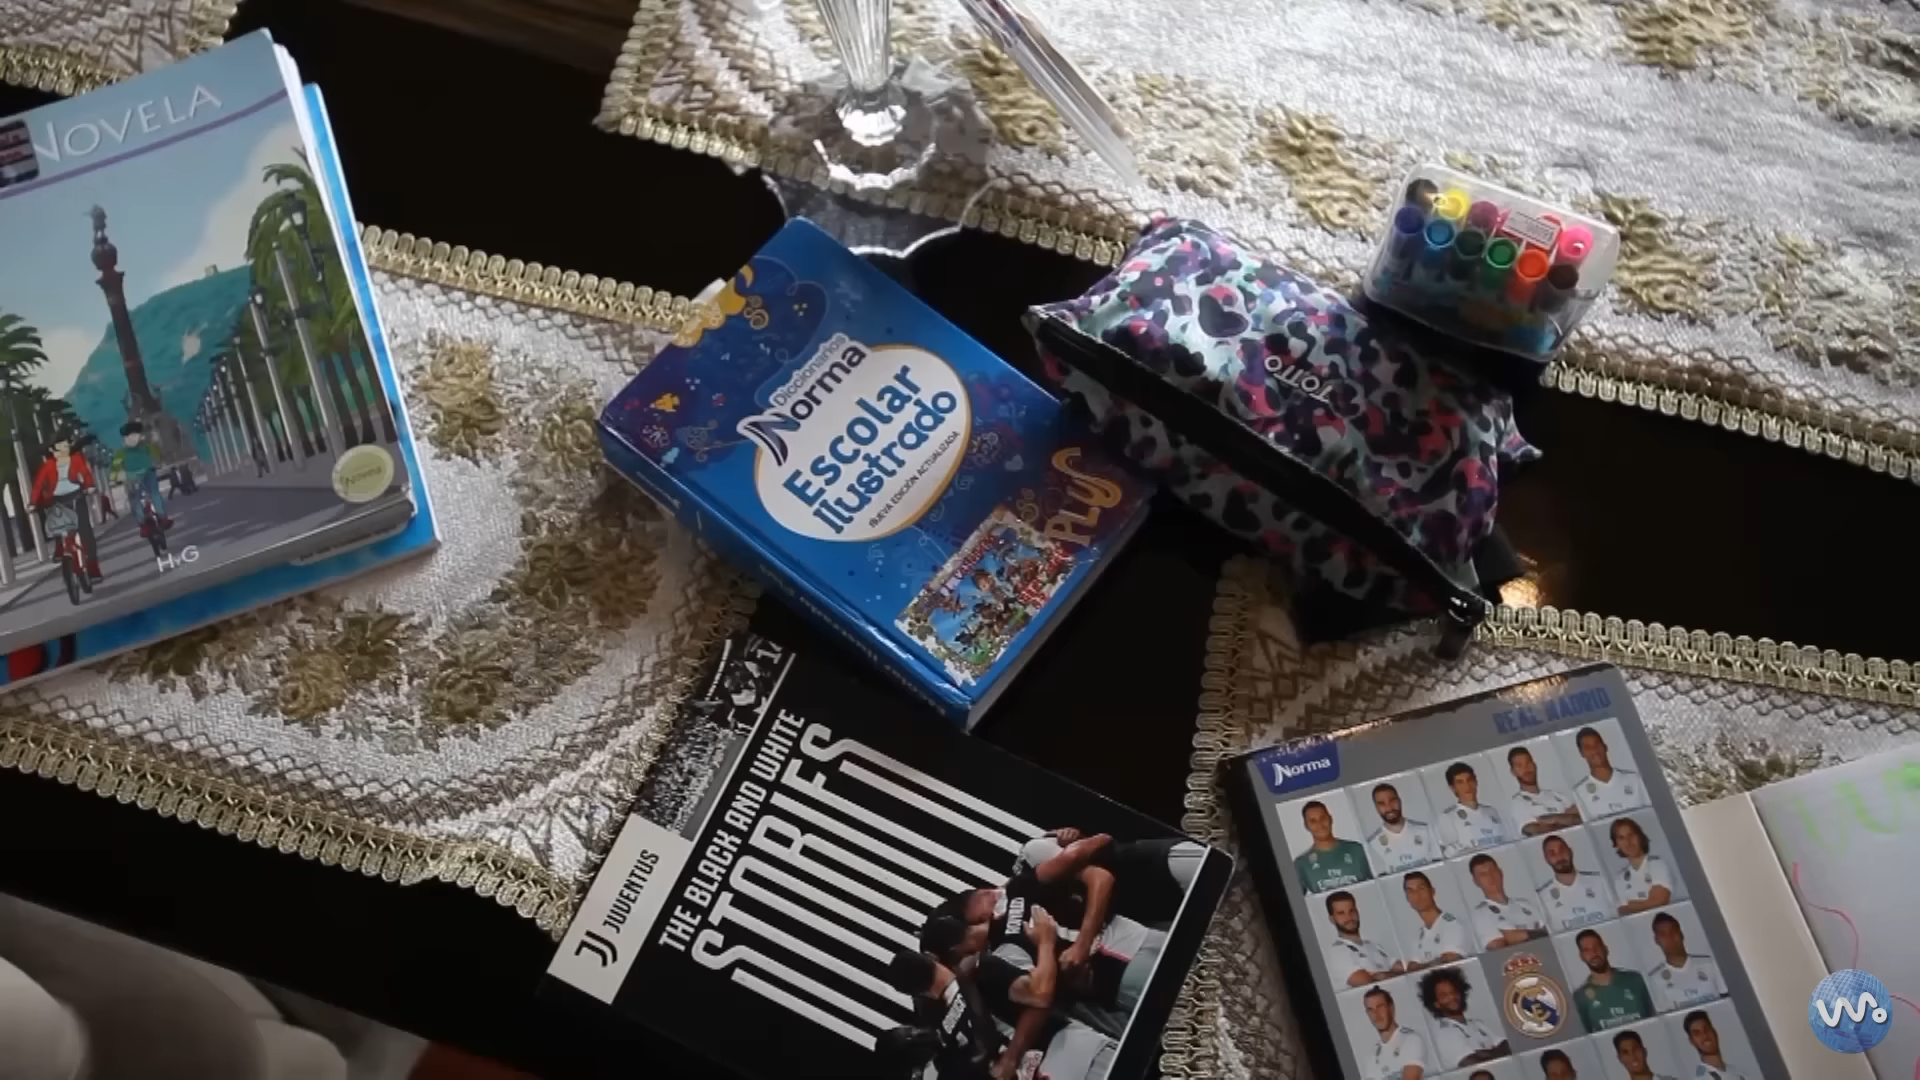 NOVELA
HyG
Diccionarios
Norma
Escolar
Ilustrado
NUEVA EDICIÓN ACTUALIZADA
PLUS
TOTTO
JUVENTUS
THE BLACK AND WHITE
STORIES
REAL MADRID
Norma